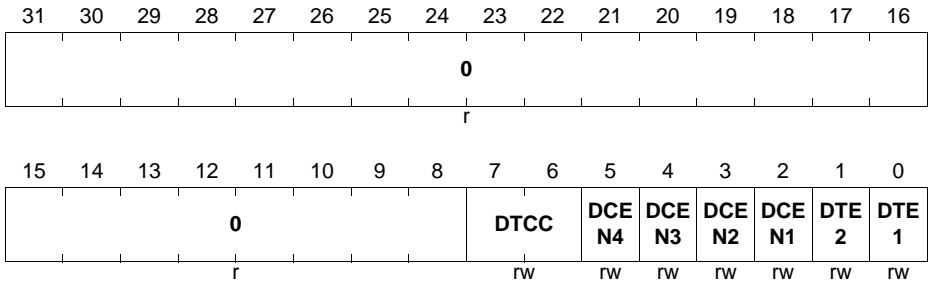 31 30 29 28 27 26 25 24 23 22 21 20 19 18 17 16
0
r
15 14 13 12 11 10 9 8 7 6 5 4 3 2 1 0
0 DTCC DCE DCE DCE DCE DTE DTE
N4 N3 N2 N1 2 1
r rw rw rw rw rw rw rw